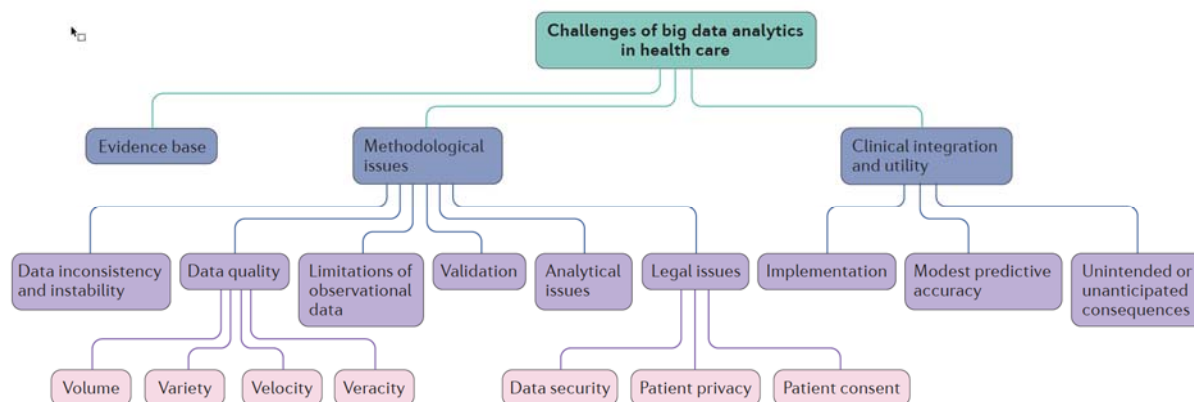 Challenges of big data analytics
in health care
Evidence base
Methodological
issues
Clinical integration
and utility
Data inconsistency
and instability
Data quality
Limitations of
observational
data
Validation
Analytical
issues
Legal issues
Implementation
Modest predictive
accuracy
Unintended or
unanticipated
consequences
Volume
Variety
Velocity
Veracity
Data security
Patient privacy
Patient consent